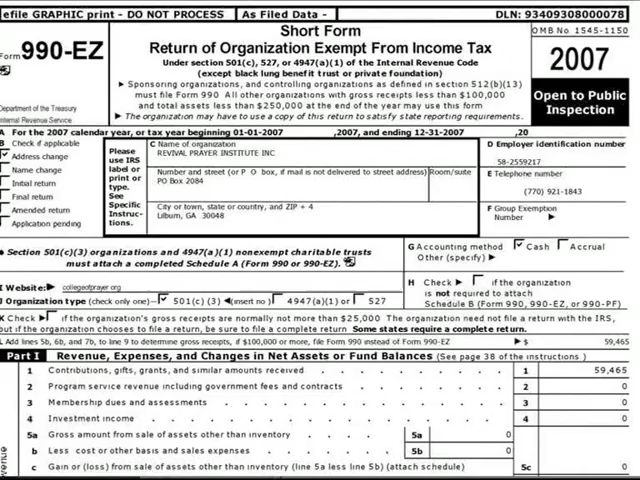 efile GRAPHIC print - DO NOT PROCESS
As Filed Data -
DLN: 93409308000078
Form 990-EZ
Short Form
Return of Organization Exempt From Income Tax
Under section 501(c), 527, or 4947(a)(1) of the Internal Revenue Code
(except black lung benefit trust or private foundation)
▶ Sponsoring organizations, and controlling organizations as defined in section 512(b)(13)
must file Form 990 All other organizations with gross receipts less than $100,000
and total assets less than $250,000 at the end of the year may use this form
▶ The organization may have to use a copy of this return to satisfy state reporting requirements.
OMB No 1545-1150
2007
Open to Public
Inspection
Department of the Treasury
Internal Revenue Service
A For the 2007 calendar year, or tax year beginning 01-01-2007 ,2007, and ending 12-31-2007 ,20
B Check if applicable
Address change
Name change
Initial return
Final return
Amended return
Application pending
Please
use IRS
label or
print or
type.
See
Specific
Instruc-
tions.
C Name of organization
REVIVAL PRAYER INSTITUTE INC
Number and street (or P O box, if mail is not delivered to street address) Room/suite
PO Box 2084
City or town, state or country, and ZIP + 4
Lilburn, GA 30048
D Employer identification number
58-2559217
E Telephone number
(770) 921-1843
F Group Exemption
Number ▶
◆ Section 501(c)(3) organizations and 4947(a)(1) nonexempt charitable trusts
must attach a completed Schedule A (Form 990 or 990-EZ).
G Accounting method Cash Accrual
Other (specify) ▶
I Website:▶ collegeofprayer org
H Check ▶ if the organization
is not required to attach
Schedule B (Form 990, 990-EZ, or 990-PF)
J Organization type (check only one)— 501(c) (3) ◀(insert no ) 4947(a)(1) or 527
K Check ▶ if the organization's gross receipts are normally not more than $25,000 The organization need not file a return with the IRS,
but if the organization chooses to file a return, be sure to file a complete return Some states require a complete return.
L Add lines 5b, 6b, and 7b, to line 9 to determine gross receipts, if $100,000 or more, file Form 990 instead of Form 990-EZ ▶ $ 59,465
Part I Revenue, Expenses, and Changes in Net Assets or Fund Balances (See page 38 of the instructions )
1 Contributions, gifts, grants, and similar amounts received . . . . . . . . . 1 59,465
2 Program service revenue including government fees and contracts . . . . . . . 2 0
3 Membership dues and assessments . . . . . . . . . . . 3 0
4 Investment income . . . . . . . . . . . . . 4 0
5a Gross amount from sale of assets other than inventory . . . . . 5a 0
b Less cost or other basis and sales expenses . . . . . . 5b 0
c Gain or (loss) from sale of assets other than inventory (line 5a less line 5b) (attach schedule) 5c 0